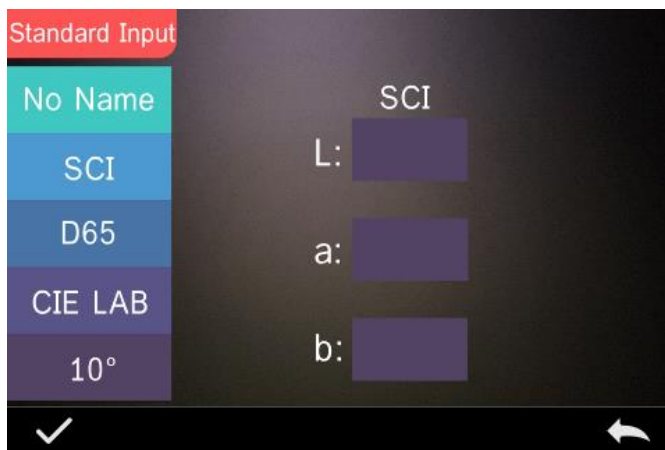 Standard Input
No Name
SCI
D65
CIE LAB
10°
SCI
L:
a:
b: